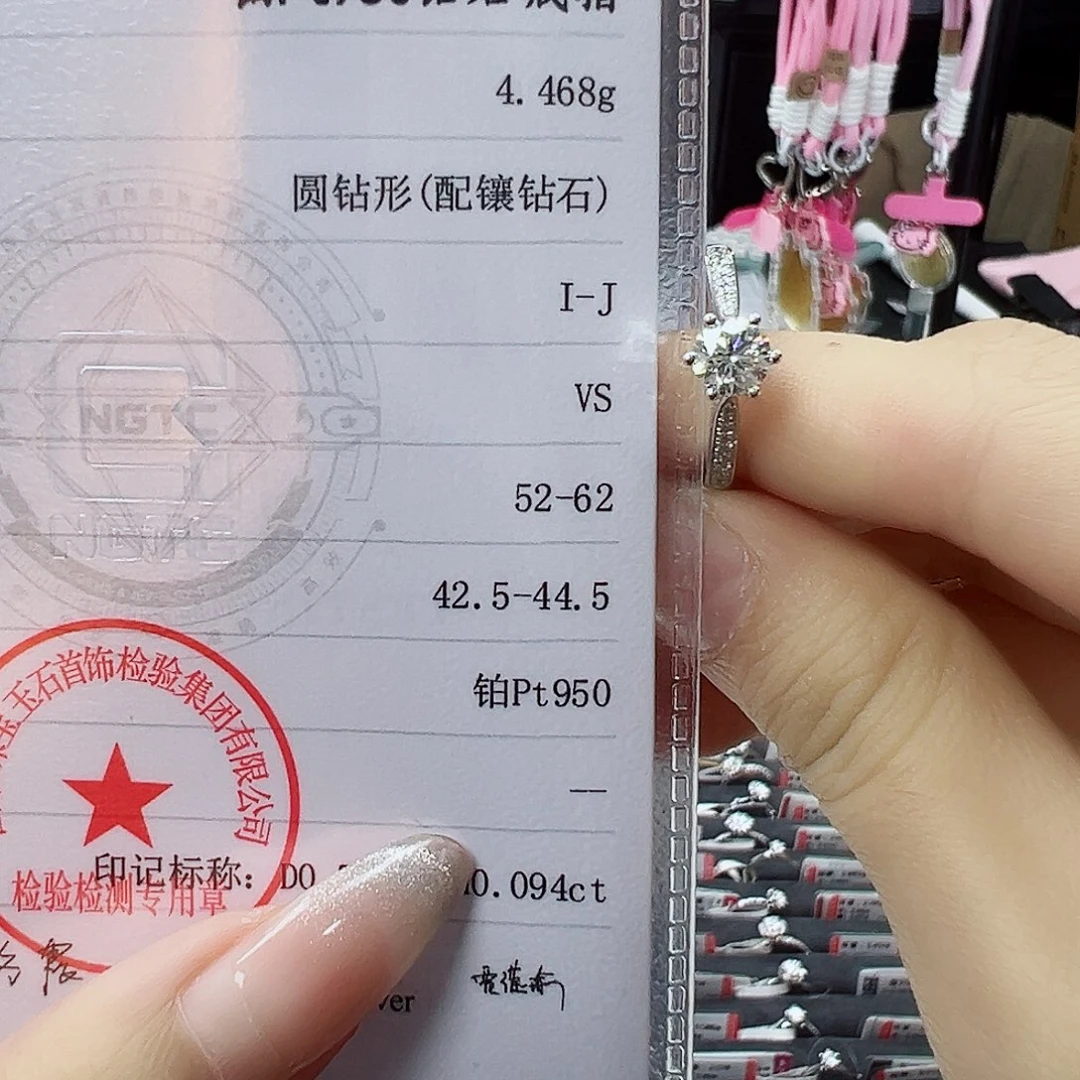 4.468g
圆钻形(配镶钻石)
I-J
VS
NGTC
NGTC
52-62
42.5-44.5
铂Pt950
玉石首饰检验集团有限公司
—
印记标称: D0
0.094ct
检验检测专用章